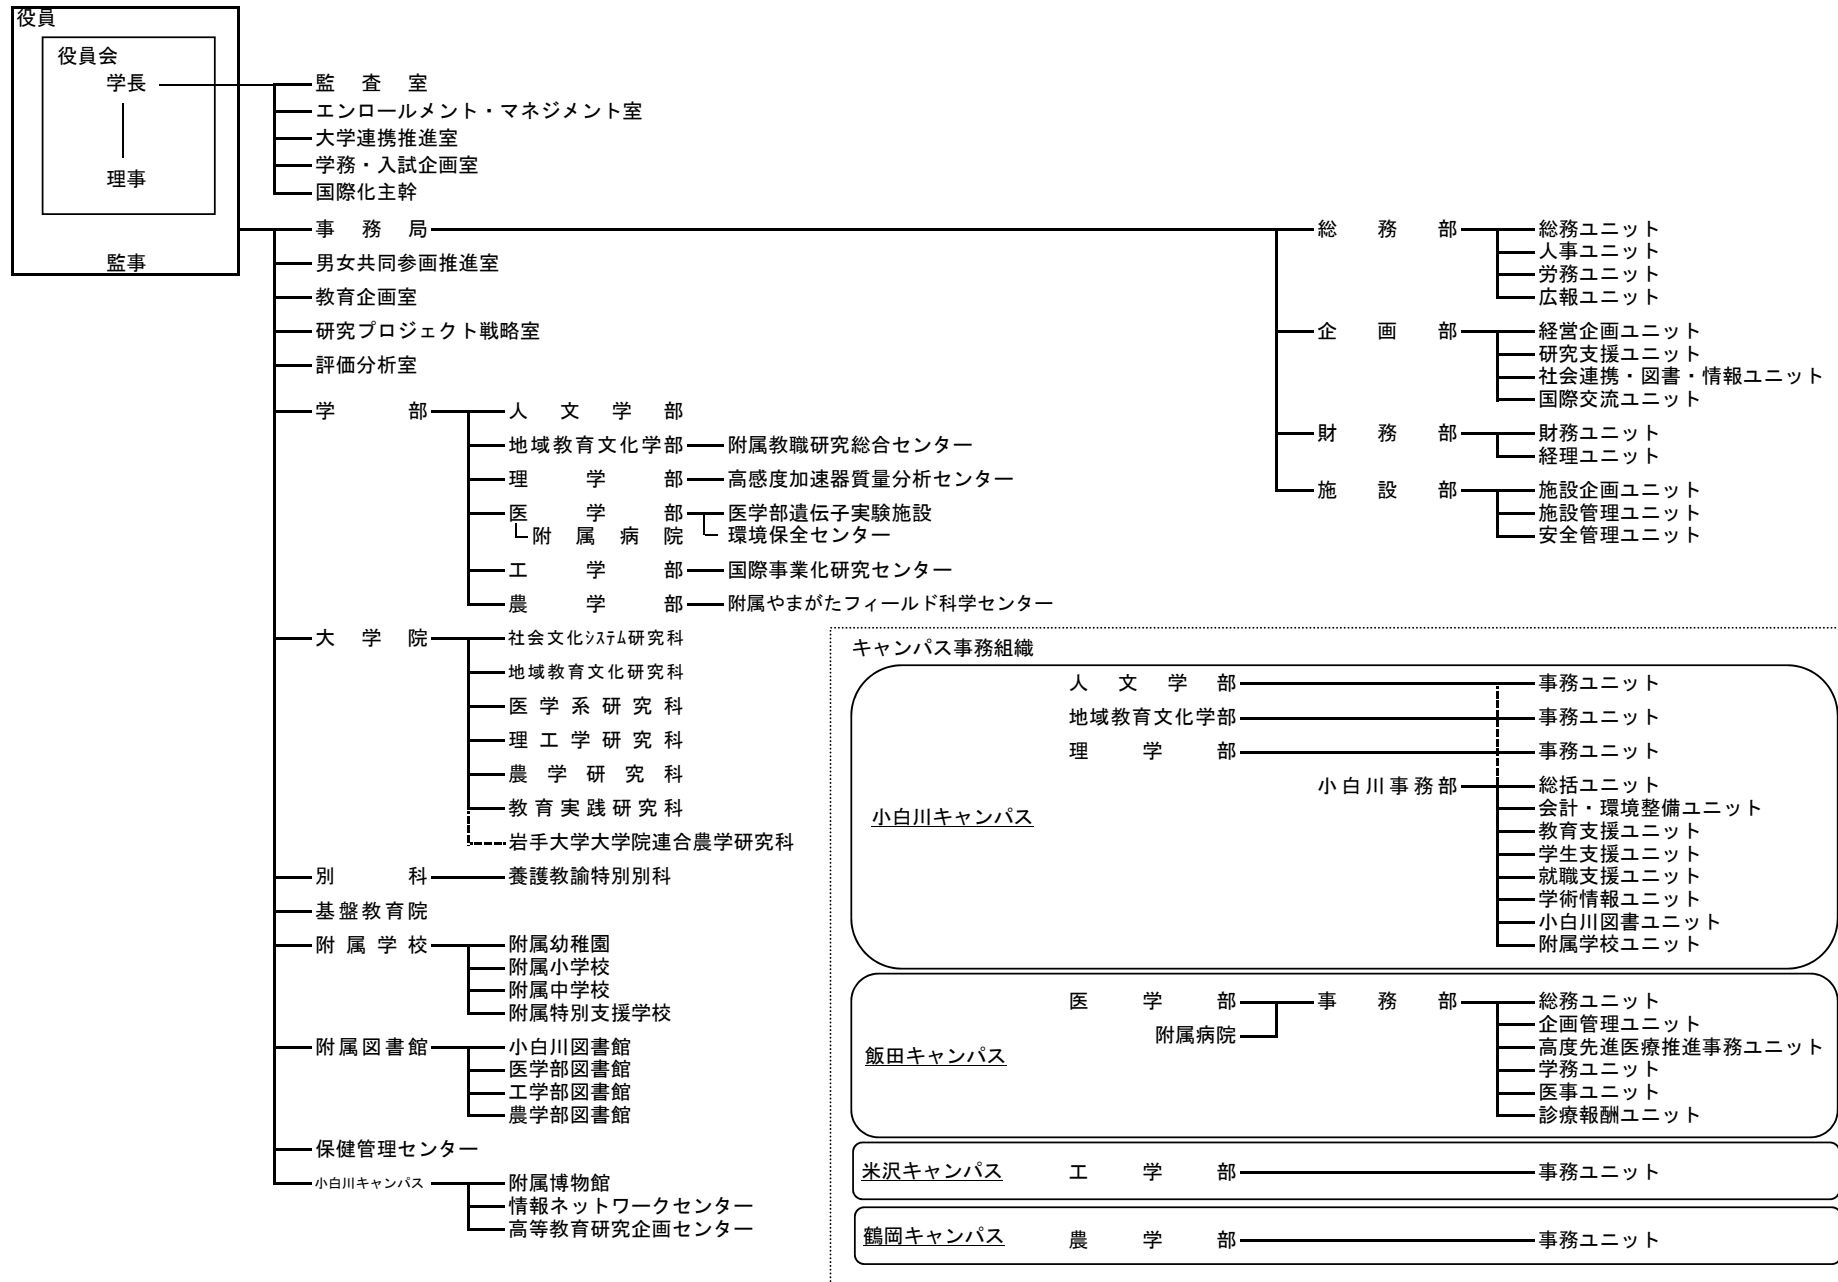 役員
役員会
学長
理事
監事
監査室
エンロールメント・マネジメント室
大学連携推進室
学務・入試企画室
国際化主幹
事務局
男女共同参画推進室
教育企画室
研究プロジェクト戦略室
評価分析室
学部
人文学部
地域教育文化学部 附属教職研究総合センター
理学部 高感度加速器質量分析センター
医学部 医学部遺伝子実験施設
附属病院 環境保全センター
工学部 国際事業化研究センター
農学部 附属やまがたフィールド科学センター
大学院
社会文化システム研究科
地域教育文化研究科
医学系研究科
理工学研究科
農学研究科
教育実践研究科
岩手大学大学院連合農学研究科
別科 養護教諭特別別科
基盤教育院
附属学校
附属幼稚園
附属小学校
附属中学校
附属特別支援学校
附属図書館
小白川図書館
医学部図書館
工学部図書館
農学部図書館
保健管理センター
小白川キャンパス
附属博物館
情報ネットワークセンター
高等教育研究企画センター
総務部
総務ユニット
人事ユニット
労務ユニット
広報ユニット
企画部
経営企画ユニット
研究支援ユニット
社会連携・図書・情報ユニット
国際交流ユニット
財務部
財務ユニット
経理ユニット
施設部
施設企画ユニット
施設管理ユニット
安全管理ユニット
キャンパス事務組織
小白川キャンパス
人文学部 事務ユニット
地域教育文化学部 事務ユニット
理学部 事務ユニット
小白川事務部
総括ユニット
会計・環境整備ユニット
教育支援ユニット
学生支援ユニット
就職支援ユニット
学術情報ユニット
小白川図書ユニット
附属学校ユニット
飯田キャンパス
医学部
附属病院
事務部
総務ユニット
企画管理ユニット
高度先進医療推進事務ユニット
学務ユニット
医事ユニット
診療報酬ユニット
米沢キャンパス 工学部 事務ユニット
鶴岡キャンパス 農学部 事務ユニット